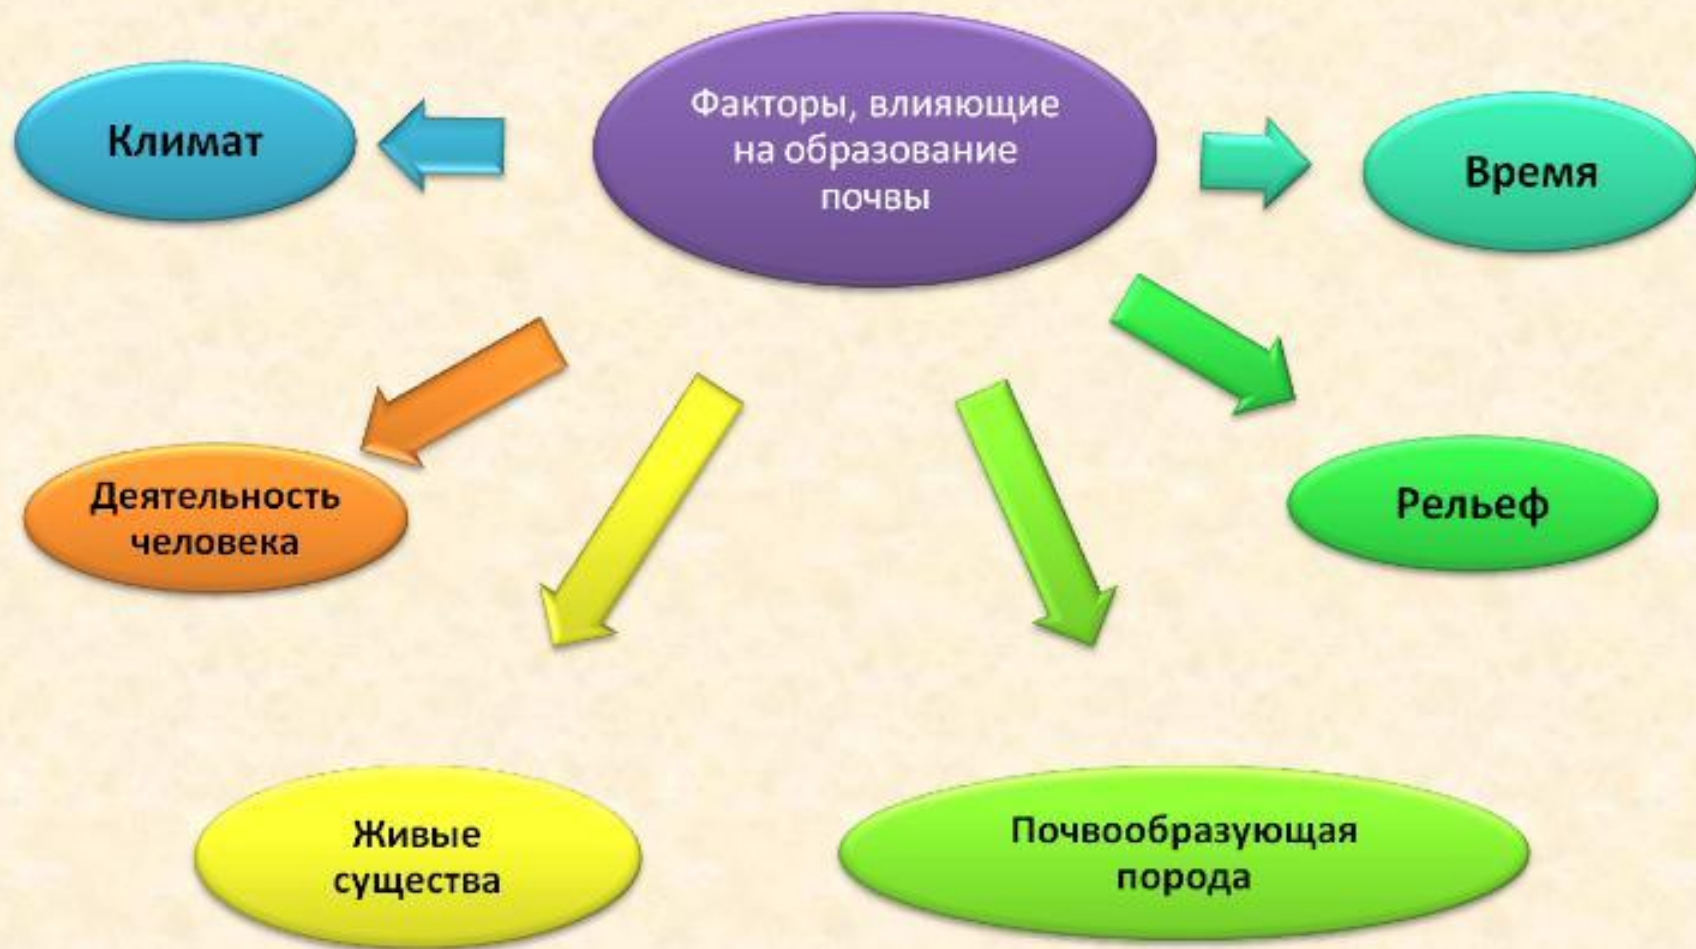 Факторы, влияющие
на образование
почвы
Климат
Время
Деятельность
человека
Рельеф
Живые
существа
Почвообразующая
порода